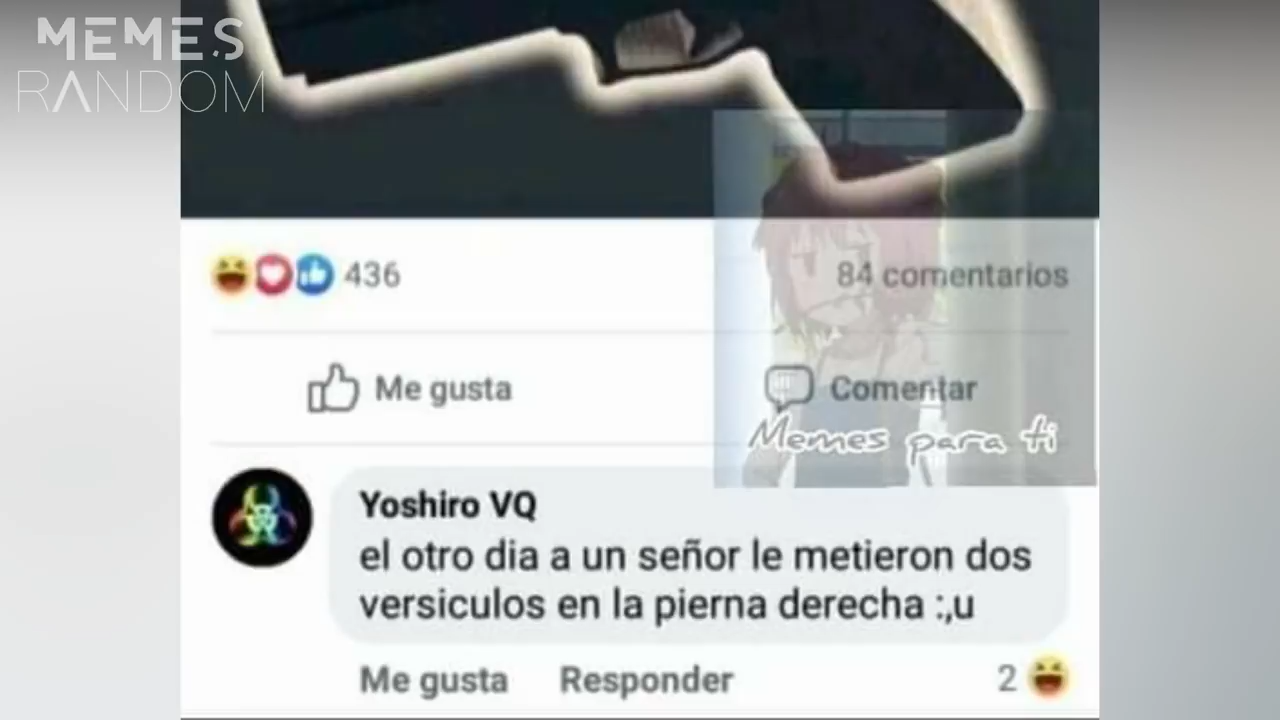 MEMES
RANDOM
436
84 comentarios
Me gusta
Comentar
Memes para ti
Yoshiro VQ
el otro dia a un señor le metieron dos
versiculos en la pierna derecha :,u
Me gusta Responder
2